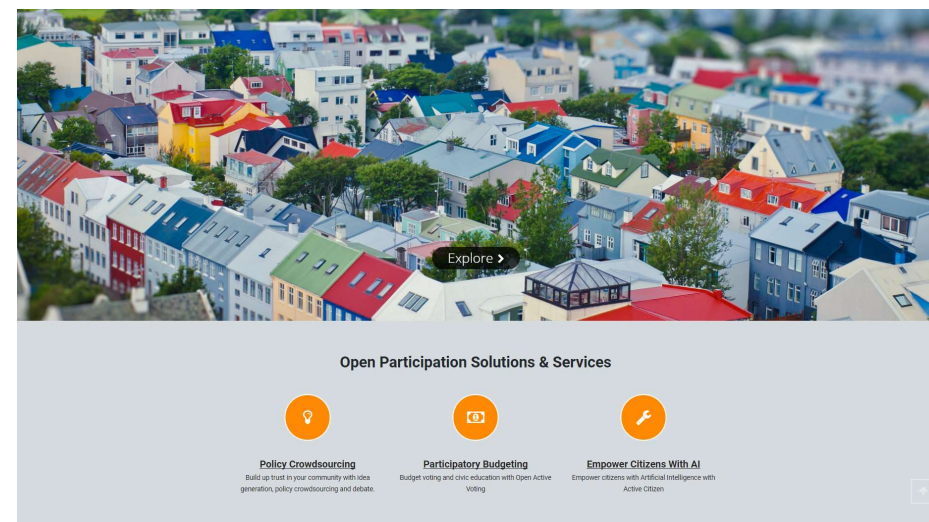 Explore
Open Participation Solutions & Services
Policy Crowdsourcing
Build up trust in your community with idea
generation, policy crowdsourcing and debate.
Participatory Budgeting
Budget voting and civic education with Open Active
Voting
Empower Citizens With AI
Empower citizens with Artificial Intelligence with
Active Citizen